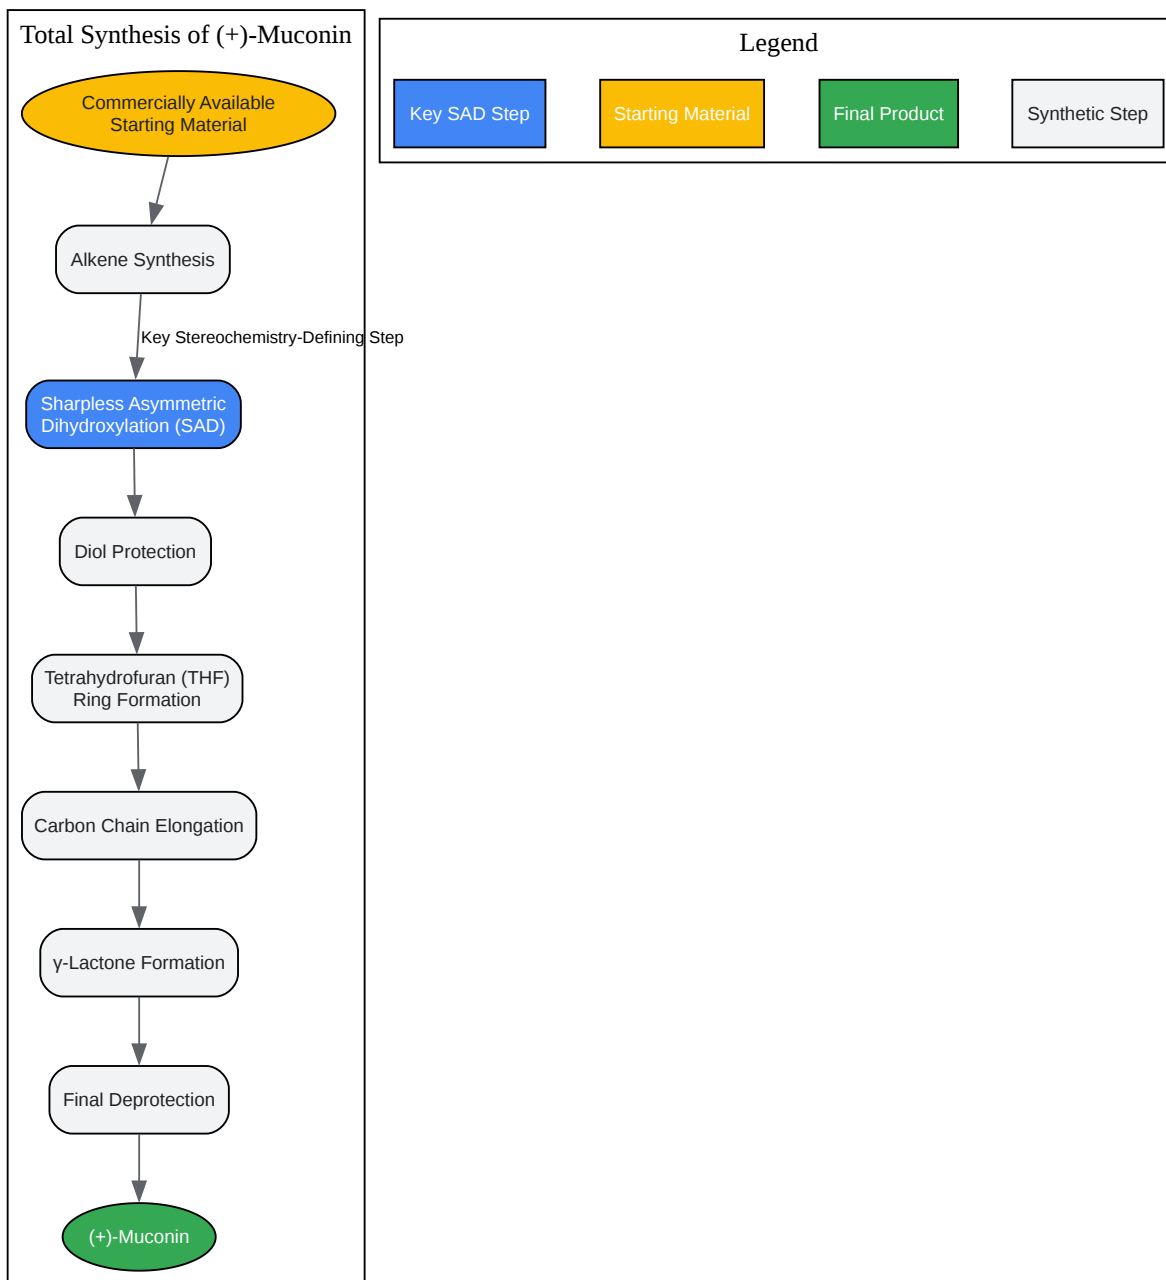 Total Synthesis of (+)-Muconin
Commercially Available
Starting Material
Alkene Synthesis
Key Stereochemistry-Defining Step
Sharpless Asymmetric
Dihydroxylation (SAD)
Diol Protection
Tetrahydrofuran (THF)
Ring Formation
Carbon Chain Elongation
γ-Lactone Formation
Final Deprotection
(+)-Muconin
Legend
Key SAD Step
Starting Material
Final Product
Synthetic Step